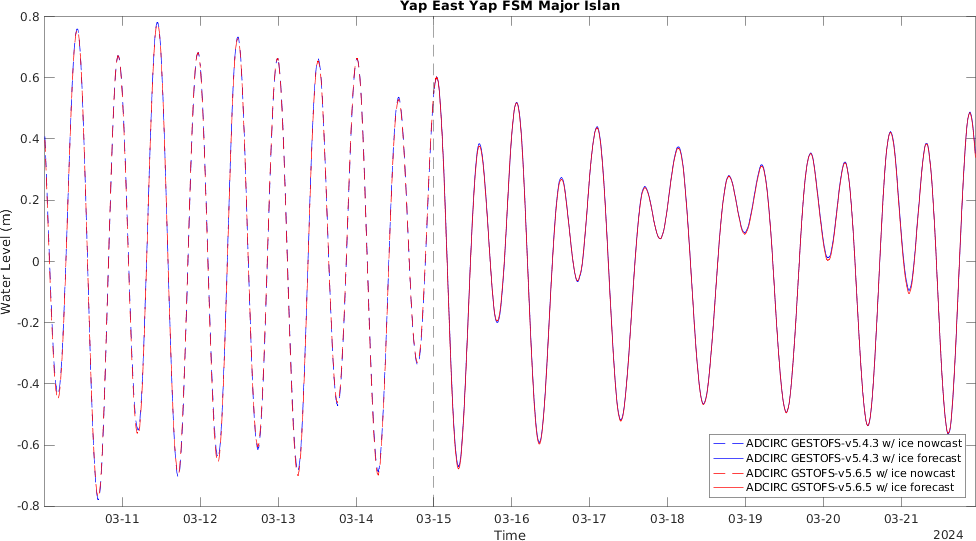 Yap East Yap FSM Major Islan
0.8
0.6
0.4
0.2
0
-0.2
-0.4
-0.6
-0.8
Water Level (m)
03-11 03-12 03-13 03-14 03-15 03-16 03-17 03-18 03-19 03-20 03-21
Time
2024
ADCIRC GESTOFS-v5.4.3 w/ ice nowcast
ADCIRC GESTOFS-v5.4.3 w/ ice forecast
ADCIRC GSTOFS-v5.6.5 w/ ice nowcast
ADCIRC GSTOFS-v5.6.5 w/ ice forecast